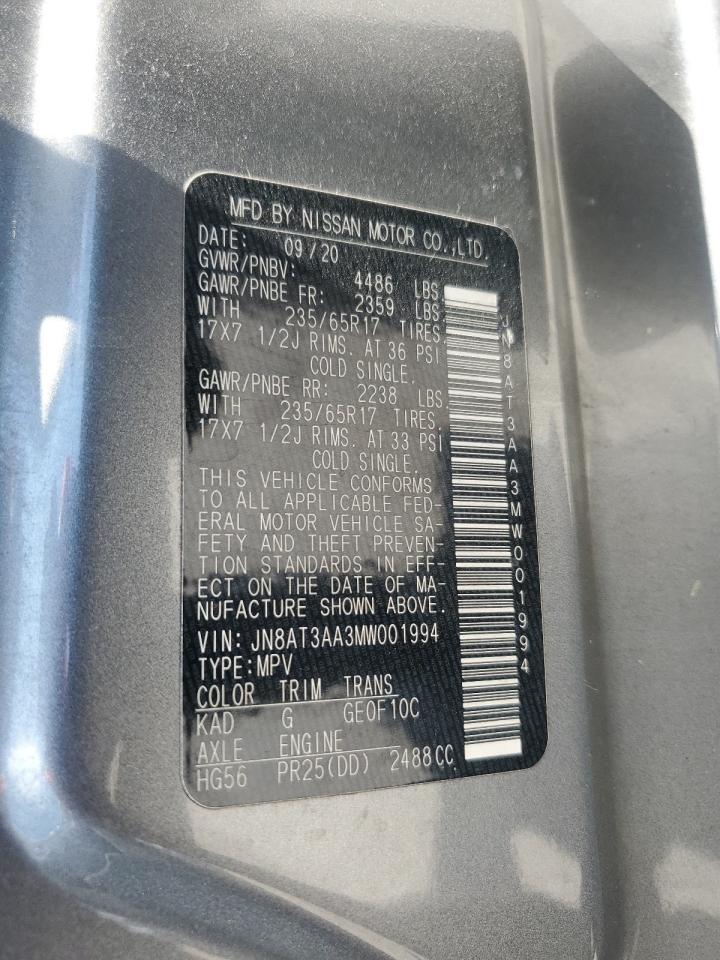 MFD BY NISSAN MOTOR CO.,LTD.
DATE: 09/20
GVWR/PNBV: 4486 LBS
GAWR/PNBE FR: 2359 LBS
WITH 235/65R17 TIRES.
17X7 1/2J RIMS. AT 36 PSI
COLD SINGLE.
GAWR/PNBE RR: 2238 LBS.
WITH 235/65R17 TIRES.
17X7 1/2J RIMS. AT 33 PSI
COLD SINGLE.
THIS VEHICLE CONFORMS
TO ALL APPLICABLE FED-
ERAL MOTOR VEHICLE SA-
FETY AND THEFT PREVEN-
TION STANDARDS IN EFF-
ECT ON THE DATE OF MA-
NUFACTURE SHOWN ABOVE.
VIN: JN8AT3AA3MW001994
TYPE:MPV
COLOR TRIM TRANS
KAD G GE0F10C
AXLE ENGINE
HG56 PR25(DD) 2488CC
JN8AT3AA3MW001994